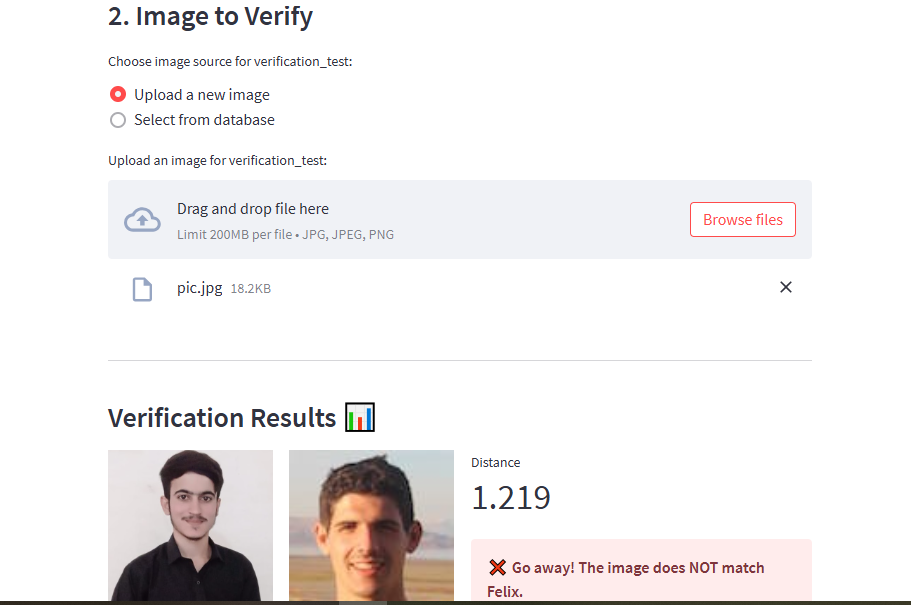 2. Image to Verify
Choose image source for verification_test:
Upload a new image
Select from database
Upload an image for verification_test:
Drag and drop file here
Limit 200MB per file • JPG, JPEG, PNG
Browse files
pic.jpg 18.2KB
Verification Results
Distance
1.219
Go away! The image does NOT match
Felix.